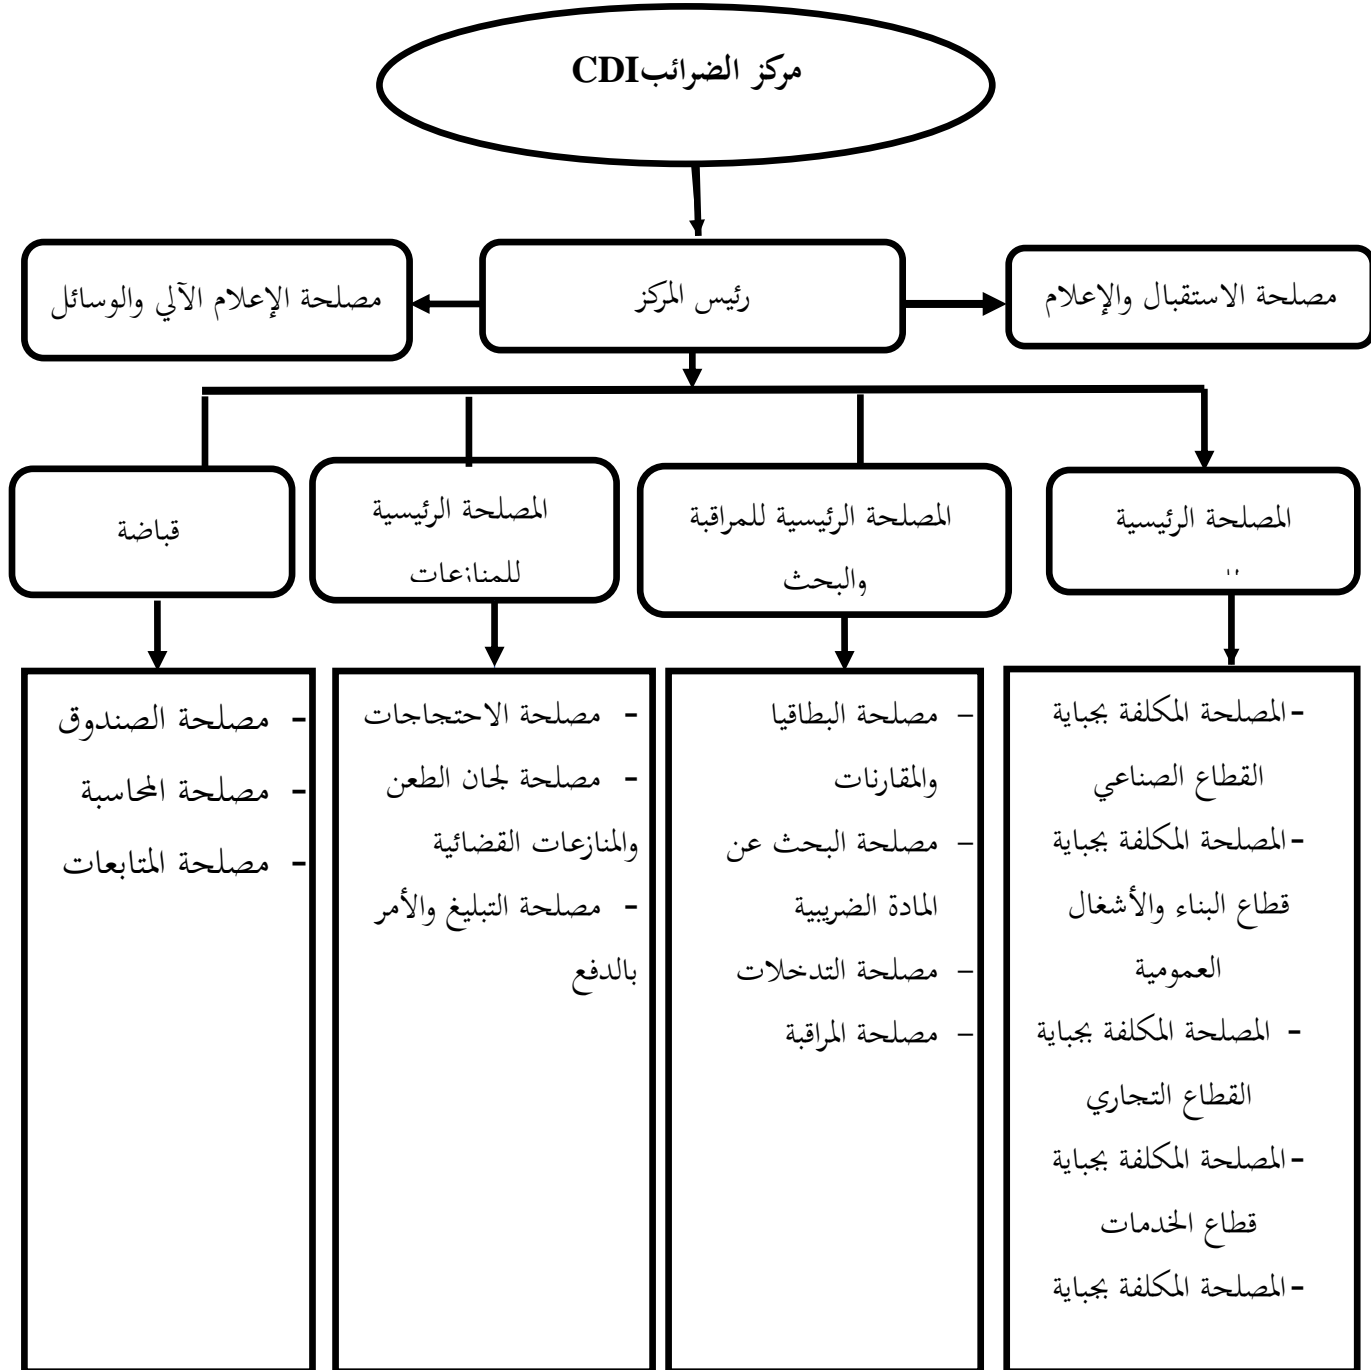 مركز الضرائبCDI
مصلحة الاستقبال والإعلام
رئيس المركز
مصلحة الإعلام الآلي والوسائل
المصلحة الرئيسية
المصلحة الرئيسية للمراقبة
والبحث
المصلحة الرئيسية
للمنازعات
قباضة
-المصلحة المكلفة بجباية
القطاع الصناعي
-المصلحة المكلفة بجباية
قطاع البناء والأشغال
العمومية
- المصلحة المكلفة بجباية
القطاع التجاري
-المصلحة المكلفة بجباية
قطاع الخدمات
-المصلحة المكلفة بجباية
– مصلحة البطاقيا
والمقارنات
– مصلحة البحث عن
المادة الضريبية
– مصلحة التدخلات
– مصلحة المراقبة
- مصلحة الاحتجاجات
- مصلحة لجان الطعن
والمنازعات القضائية
- مصلحة التبليغ والأمر
بالدفع
- مصلحة الصندوق
- مصلحة المحاسبة
- مصلحة المتابعات